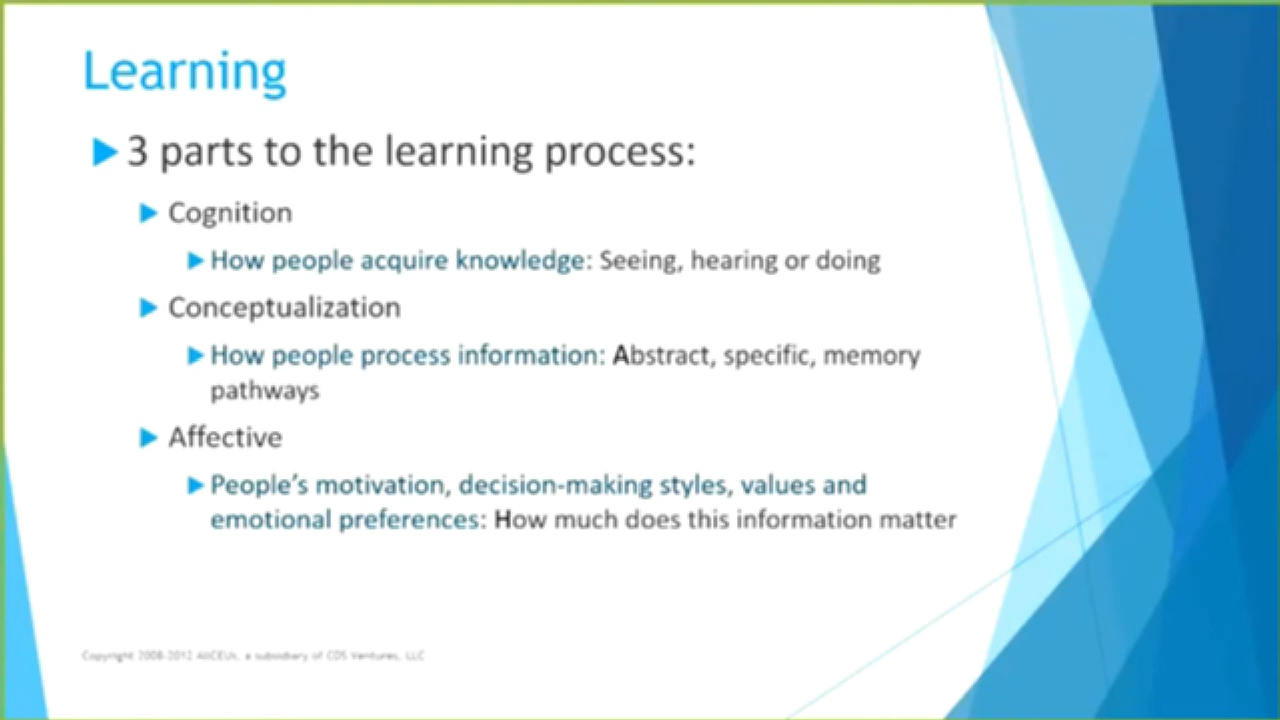 Learning
3 parts to the learning process:
Cognition
How people acquire knowledge: Seeing, hearing or doing
Conceptualization
How people process information: Abstract, specific, memory
pathways
Affective
People's motivation, decision-making styles, values and
emotional preferences: How much does this information matter
Copyright 2008-2012 AllCEUs, a subsidiary of CDS Ventures, LLC